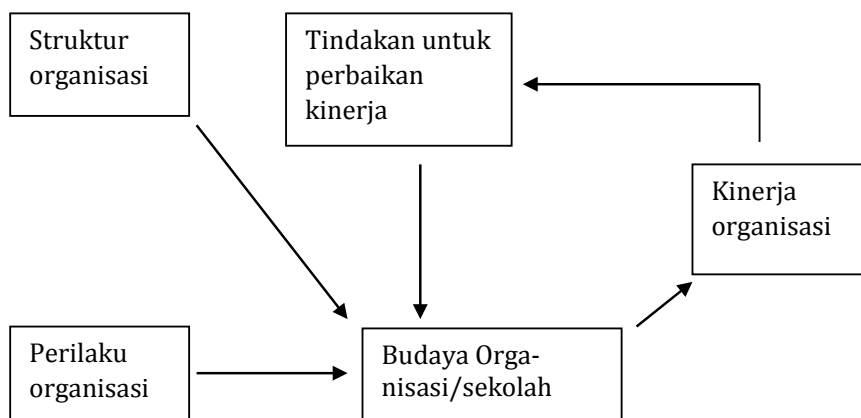 Struktur
organisasi
Tindakan untuk
perbaikan
kinerja
Kinerja
organisasi
Perilaku
organisasi
Budaya Orga-
nisasi/sekolah